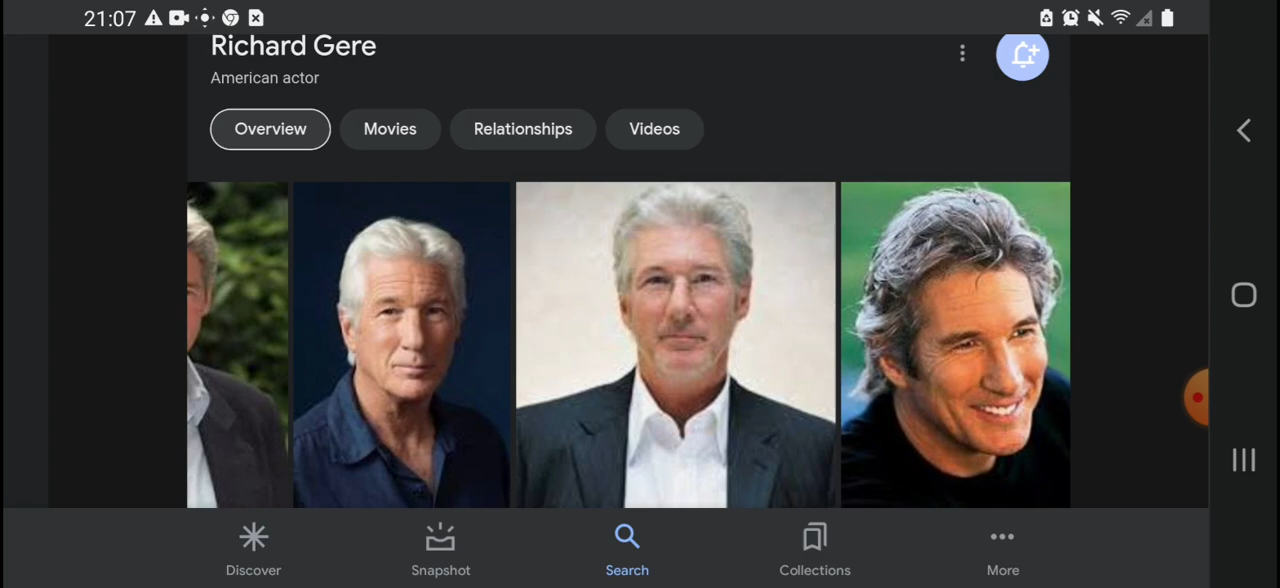 21:07
Richard Gere
American actor
Overview Movies Relationships Videos
Discover Snapshot Search Collections More